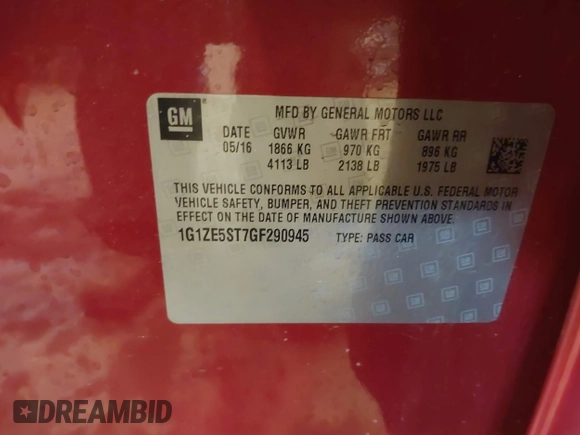 GM
MFD BY GENERAL MOTORS LLC
DATE GVWR GAWR FRT GAWR RR
05/16 1866 KG 970 KG 896 KG
4113 LB 2138 LB 1975 LB
THIS VEHICLE CONFORMS TO ALL APPLICABLE U.S. FEDERAL MOTOR
VEHICLE SAFETY, BUMPER, AND THEFT PREVENTION STANDARDS IN
EFFECT ON THE DATE OF MANUFACTURE SHOWN ABOVE.
1G1ZE5ST7GF290945 TYPE: PASS CAR
DREAMBID